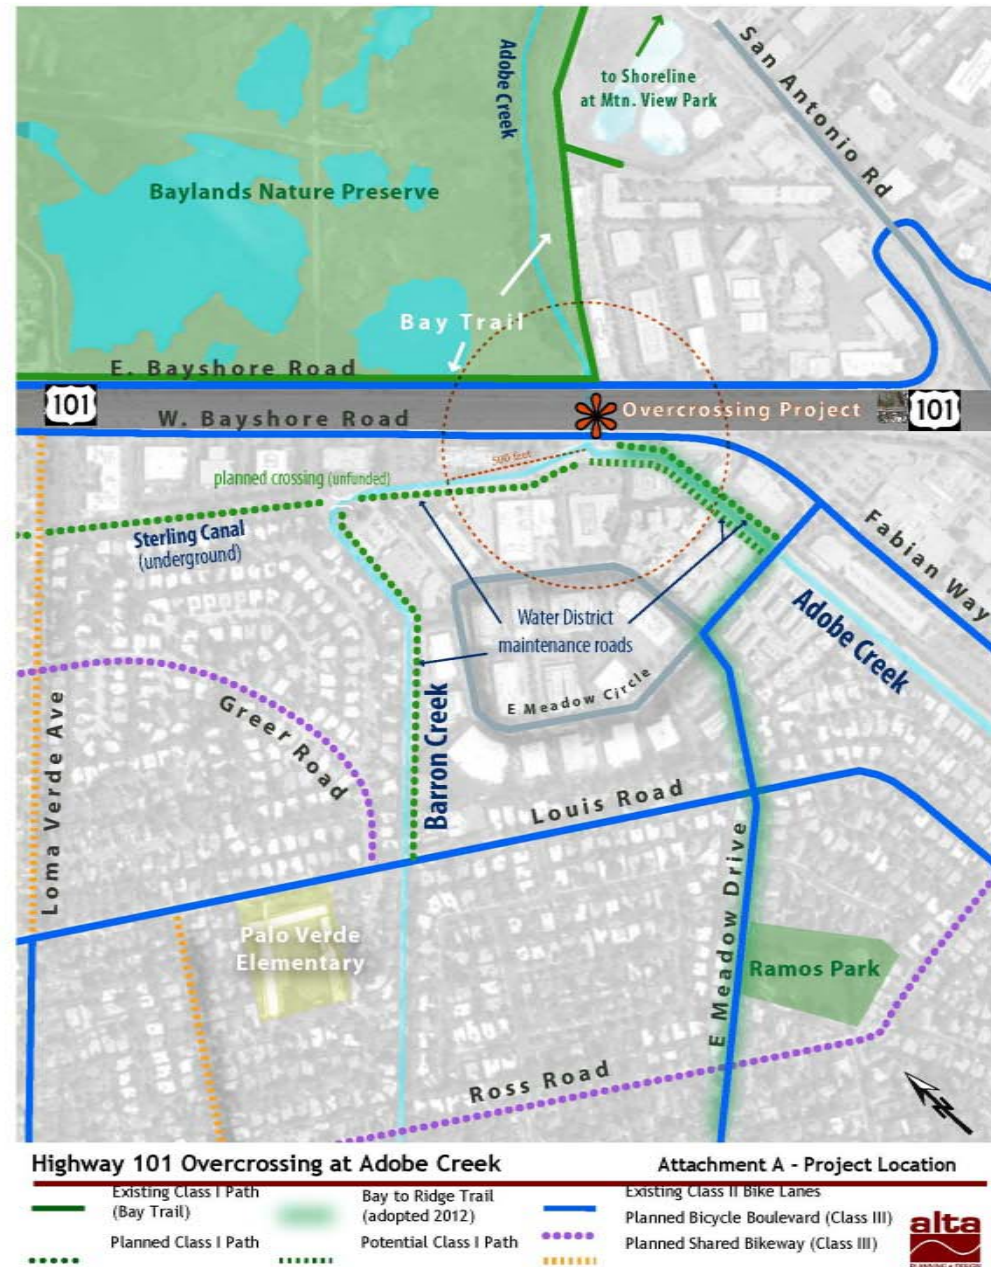 San Antonio Rd
to Shoreline
at Mtn. View Park
Adobe Creek
Baylands Nature Preserve
Bay Trail
E. Bayshore Road
101
W. Bayshore Road
Overcrossing Project
101
500 feet
planned crossing (unfunded)
Sterling Canal
(underground)
Fabian Way
Water District
maintenance roads
Adobe Creek
E Meadow Circle
Greer Road
Loma Verde Ave
Barron Creek
Louis Road
E Meadow Drive
Palo Verde
Elementary
Ramos Park
Ross Road
N
Highway 101 Overcrossing at Adobe Creek
Attachment A - Project Location
Existing Class I Path
(Bay Trail)
Planned Class I Path
Bay to Ridge Trail
(adopted 2012)
Potential Class I Path
Existing Class II Bike Lanes
Planned Bicycle Boulevard (Class III)
Planned Shared Bikeway (Class III)
alta
PLANNING + DESIGN